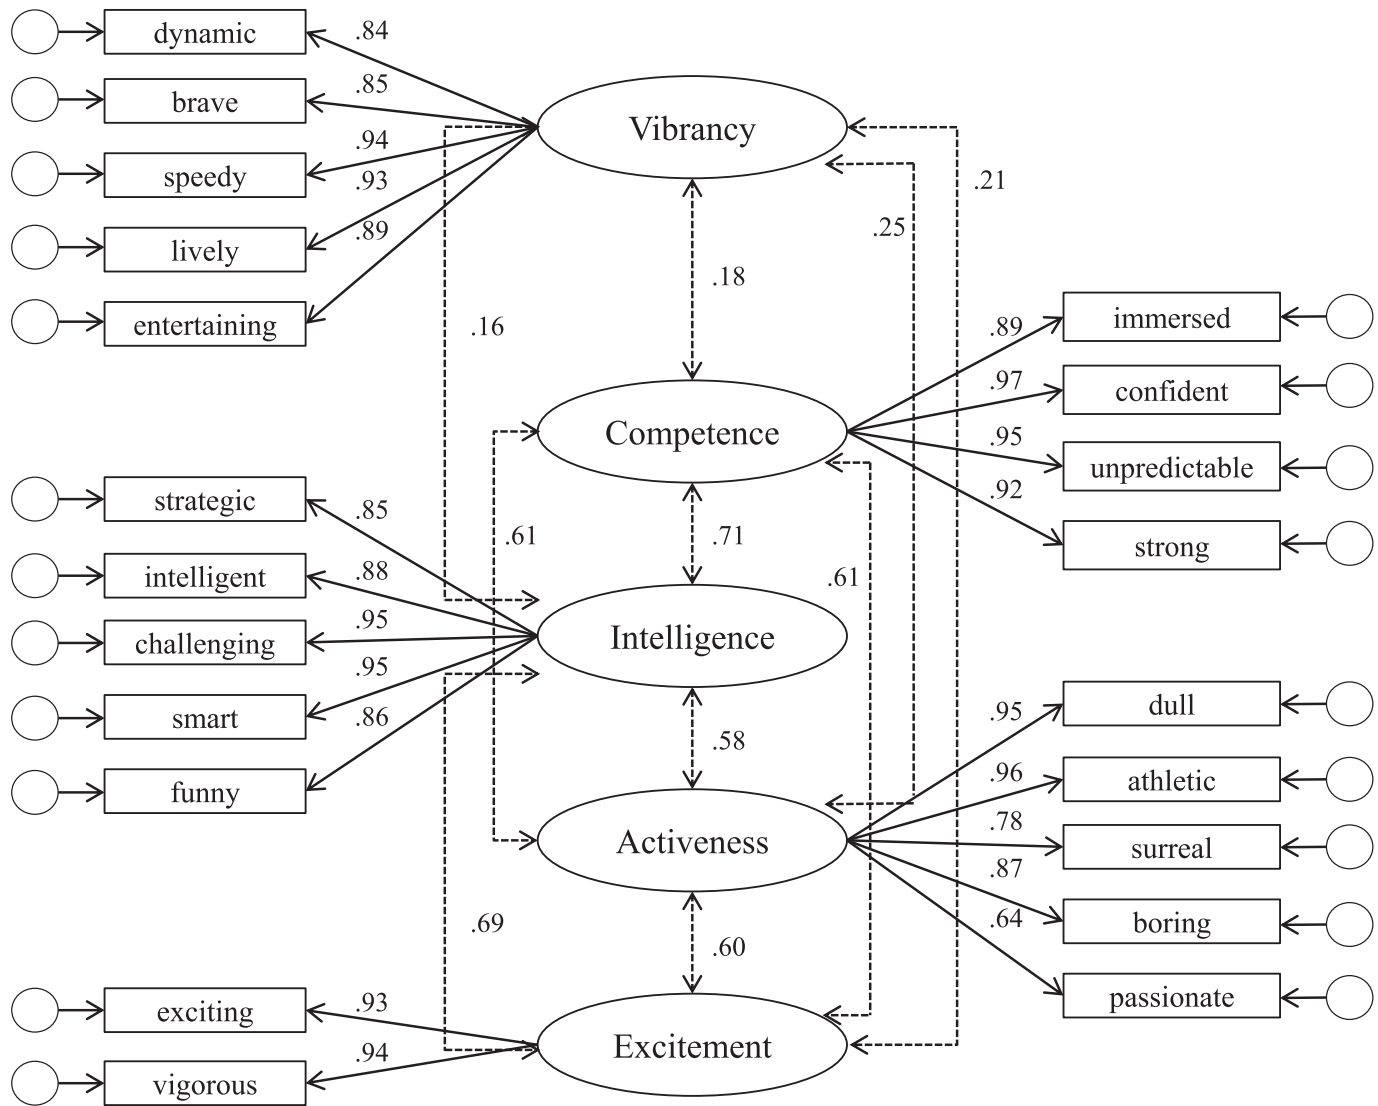 dynamic
.84
brave
.85
speedy
.94
lively
.93
entertaining
.89
Vibrancy
.21
.25
.18
.16
immersed
.89
confident
.97
unpredictable
.95
strong
.92
Competence
strategic
.85
intelligent
.88
challenging
.95
smart
.95
funny
.86
.61
.71
.61
Intelligence
.58
dull
.95
athletic
.96
surreal
.78
boring
.87
passionate
.64
Activeness
.69
.60
exciting
.93
vigorous
.94
Excitement